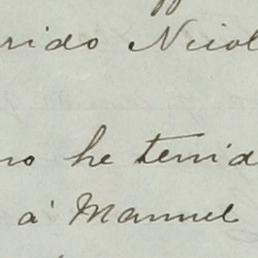 rido Nicol
no he tenid
á Manuel